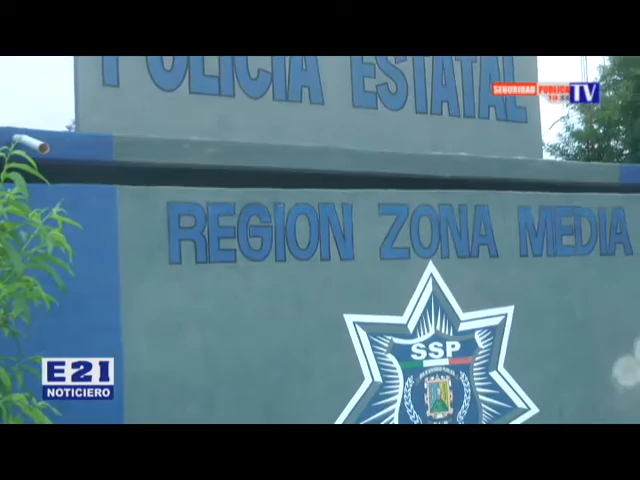 POLICIA ESTATAL
SEGURIDAD PUBLICA TV
REGION ZONA MEDIA
SSP
E21
NOTICIERO